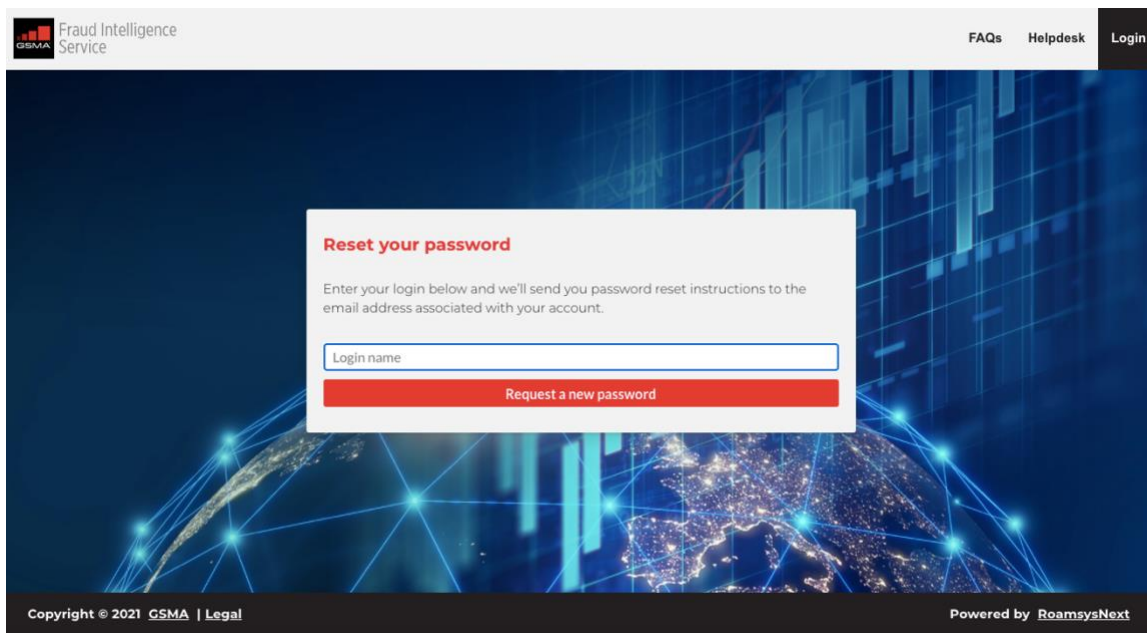 GSMA
Fraud Intelligence
Service
FAQs Helpdesk Login
Reset your password
Enter your login below and we'll send you password reset instructions to the
email address associated with your account.
Login name
Request a new password
Copyright © 2021 GSMA | Legal
Powered by RoamsysNext